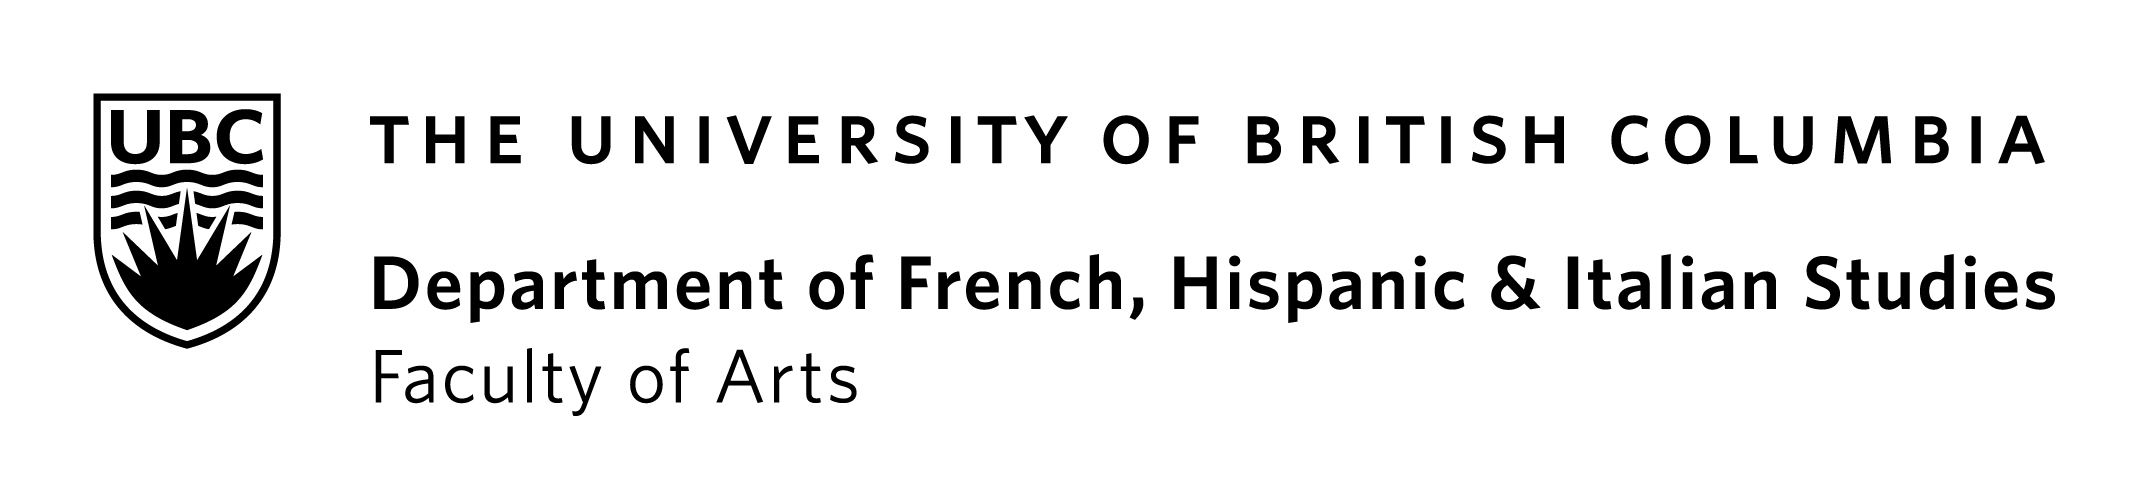 UBC
THE UNIVERSITY OF BRITISH COLUMBIA
Department of French, Hispanic & Italian Studies
Faculty of Arts